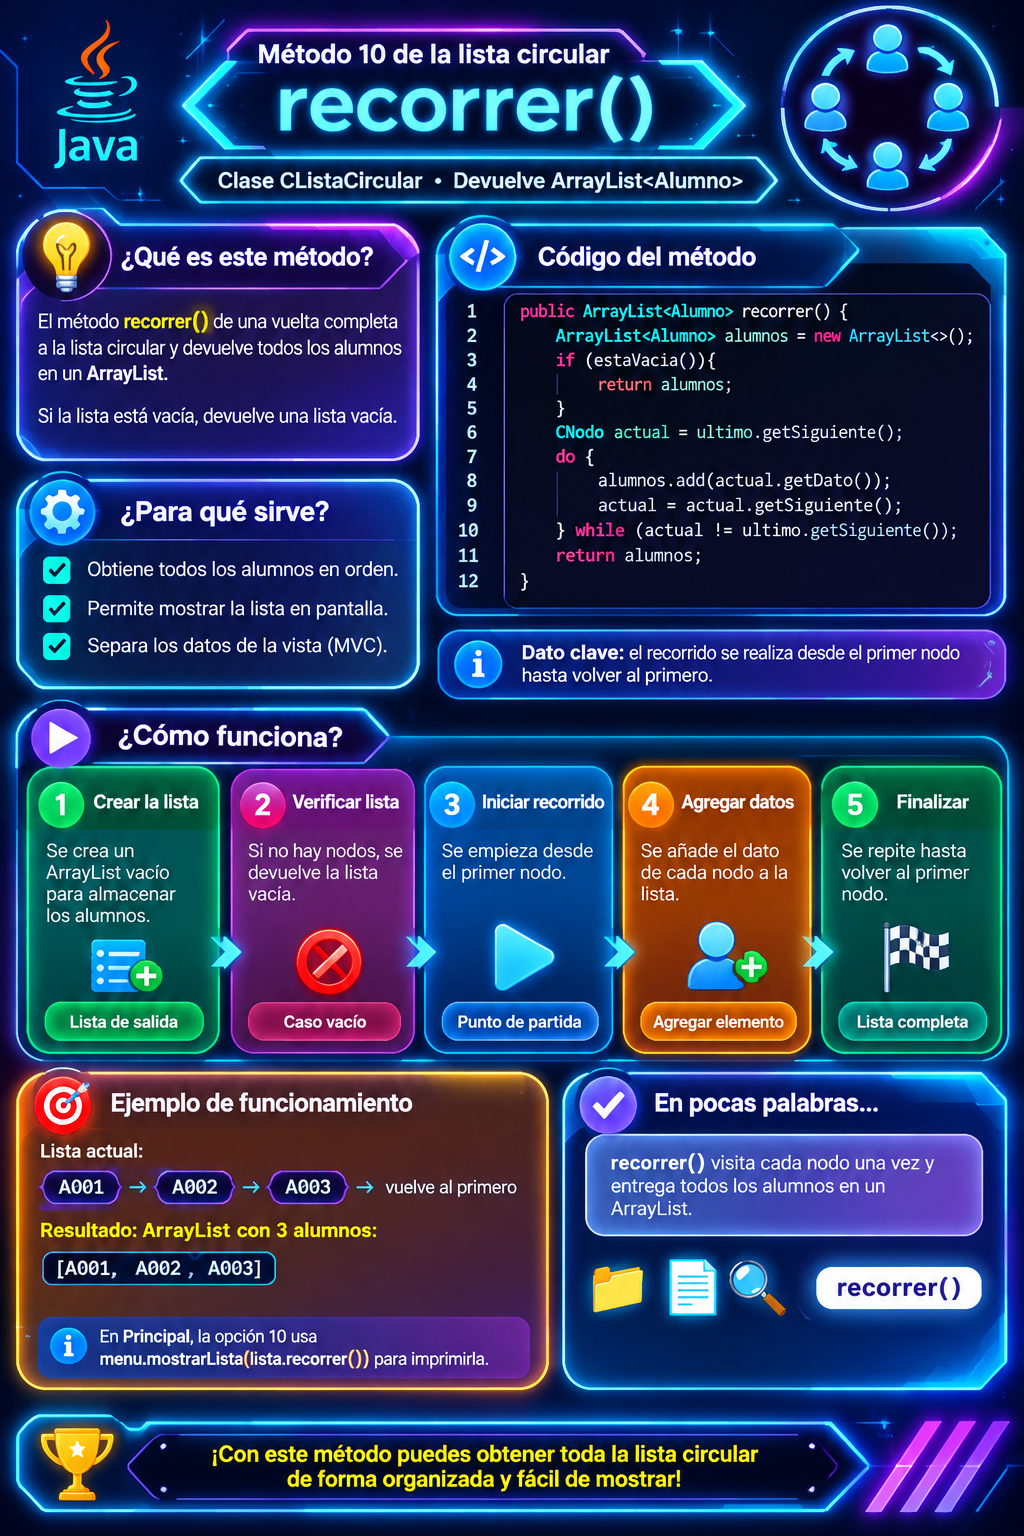 Java
Método 10 de la lista circular
recorrer()
Clase CListaCircular • Devuelve ArrayList<Alumno>
¿Qué es este método?
El método recorrer() de una vuelta completa
a la lista circular y devuelve todos los alumnos
en un ArrayList.
Si la lista está vacía, devuelve una lista vacía.
¿Para qué sirve?
Obtiene todos los alumnos en orden.
Permite mostrar la lista en pantalla.
Separa los datos de la vista (MVC).
</> Código del método
1 public ArrayList<Alumno> recorrer() {
2 ArrayList<Alumno> alumnos = new ArrayList<>();
3 if (estaVacia()){
4 return alumnos;
5 }
6 CNodo actual = ultimo.getSiguiente();
7 do {
8 alumnos.add(actual.getDato());
9 actual = actual.getSiguiente();
10 } while (actual != ultimo.getSiguiente());
11 return alumnos;
12 }
i Dato clave: el recorrido se realiza desde el primer nodo
hasta volver al primero.
¿Cómo funciona?
1 Crear la lista
Se crea un
ArrayList vacío
para almacenar
los alumnos.
Lista de salida
2 Verificar lista
Si no hay nodos, se
devuelve la lista
vacía.
Caso vacío
3 Iniciar recorrido
Se empieza desde
el primer nodo.
Punto de partida
4 Agregar datos
Se añade el dato
de cada nodo a la
lista.
Agregar elemento
5 Finalizar
Se repite hasta
volver al primer
nodo.
Lista completa
Ejemplo de funcionamiento
Lista actual:
A001 → A002 → A003 → vuelve al primero
Resultado: ArrayList con 3 alumnos:
[A001, A002, A003]
i En Principal, la opción 10 usa
menu.mostrarLista(lista.recorrer()) para imprimirla.
En pocas palabras...
recorrer() visita cada nodo una vez y
entrega todos los alumnos en un
ArrayList.
recorrer()
¡Con este método puedes obtener toda la lista circular
de forma organizada y fácil de mostrar!